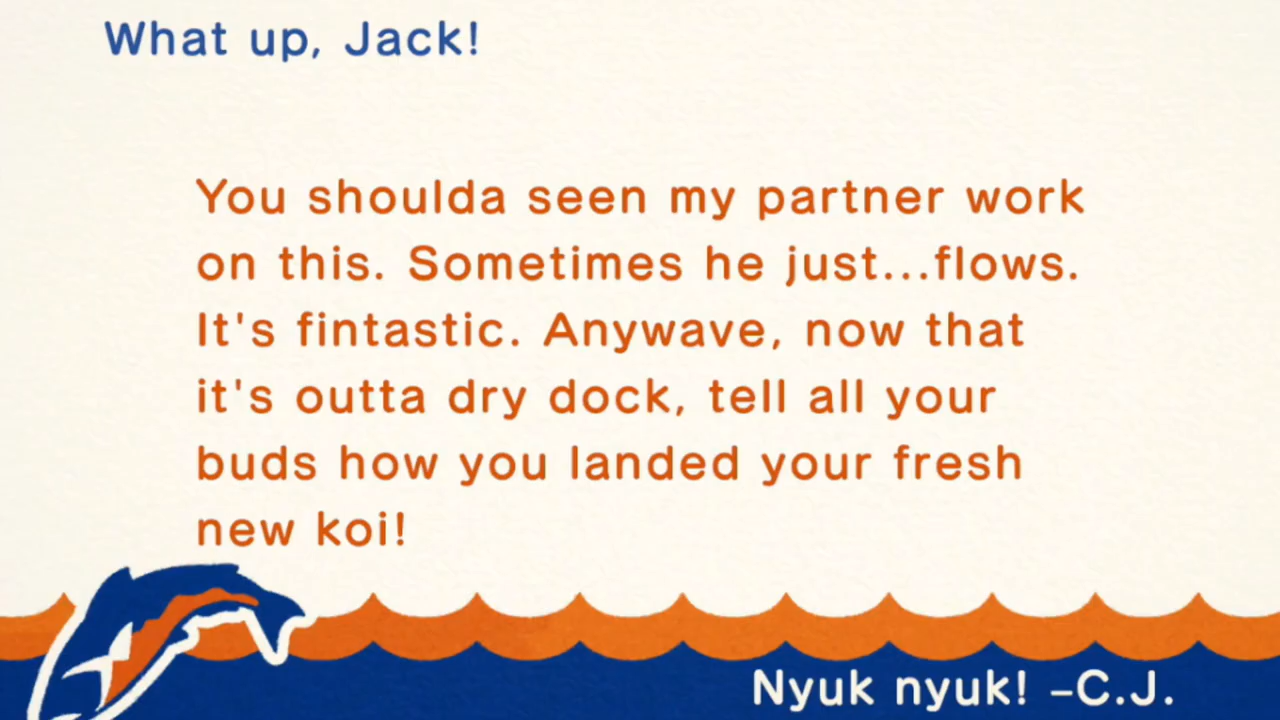 What up, Jack!
You shoulda seen my partner work
on this. Sometimes he just...flows.
It's fintastic. Anywave, now that
it's outta dry dock, tell all your
buds how you landed your fresh
new koi!
Nyuk nyuk! –C.J.